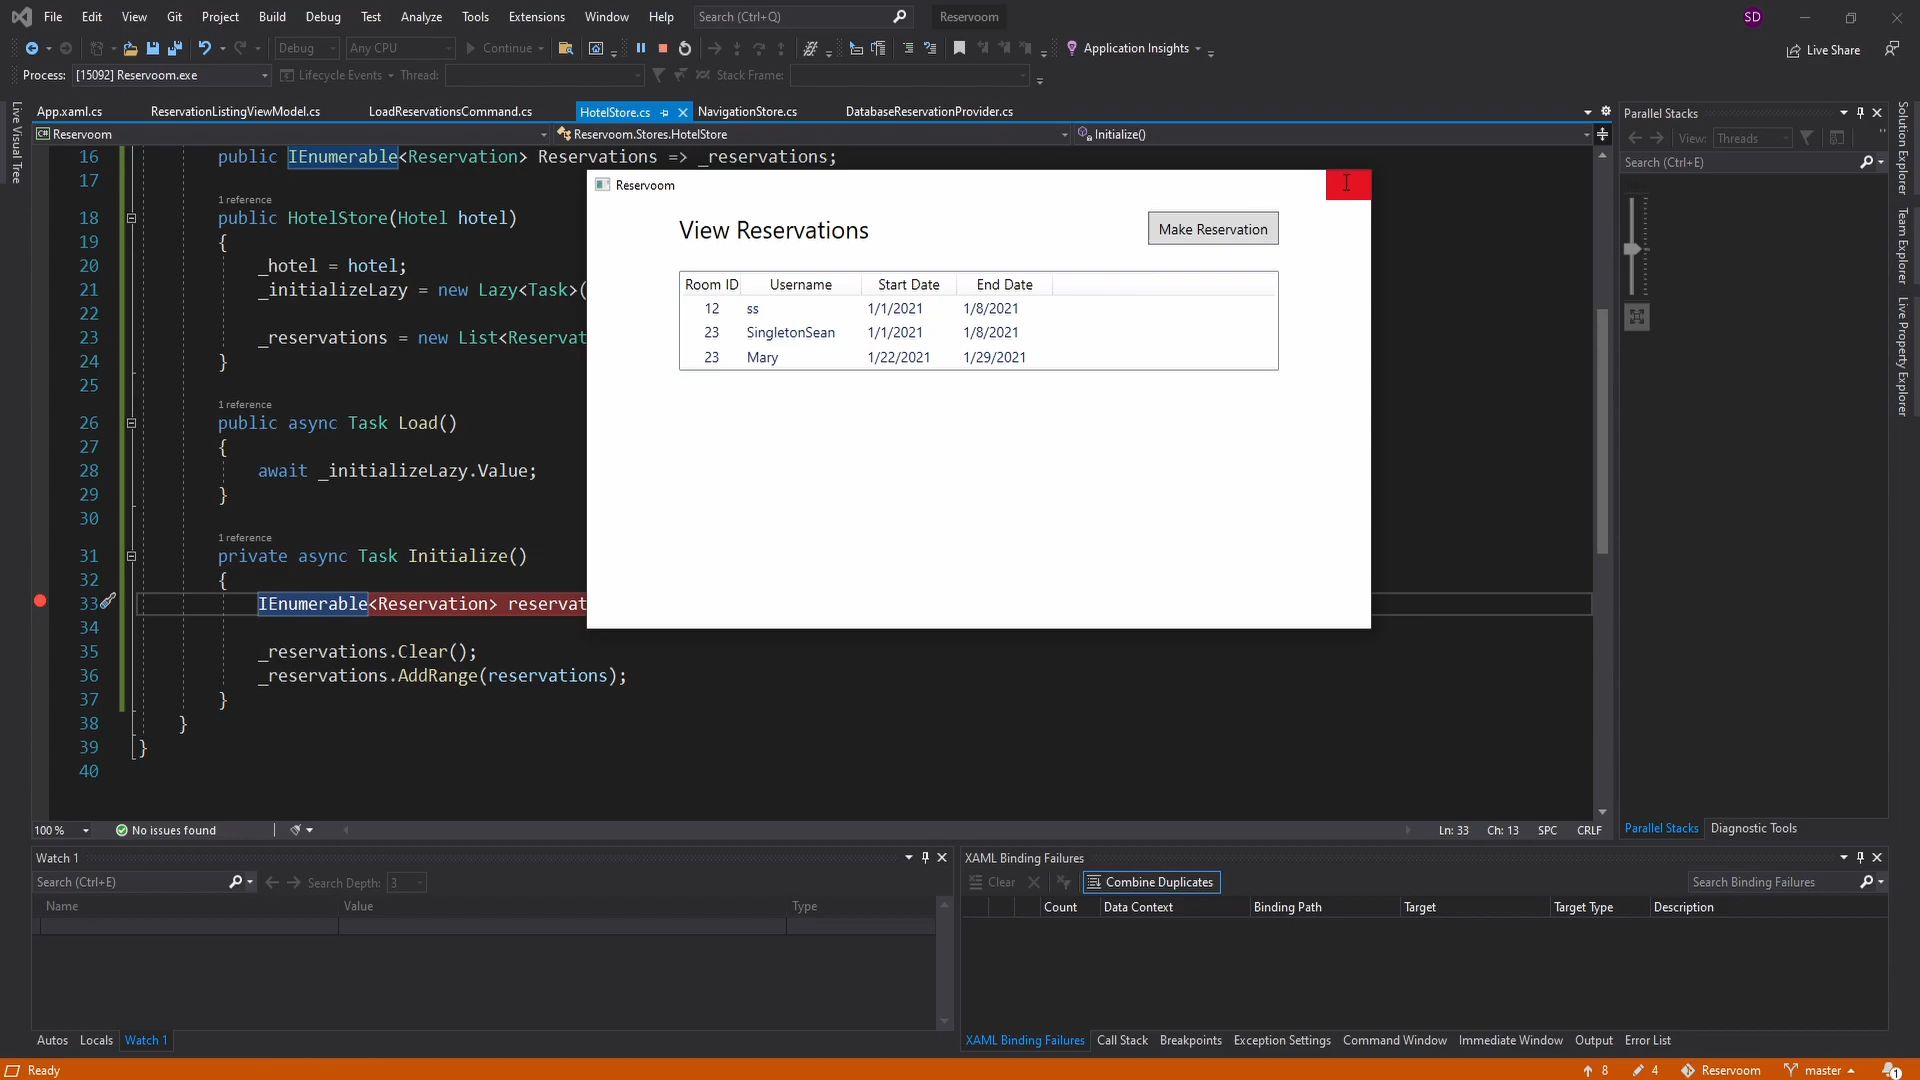 File Edit View Git Project Build Debug Test Analyze Tools Extensions Window Help Search (Ctrl+Q) Reservoom SD
Debug Any CPU Continue Application Insights Live Share
Process: [15092] Reservoom.exe Lifecycle Events Thread: Stack Frame:
App.xaml.cs ReservationListingViewModel.cs LoadReservationsCommand.cs HotelStore.cs NavigationStore.cs DatabaseReservationProvider.cs
Reservoom Reservoom.Stores.HotelStore Initialize()
16 public IEnumerable<Reservation> Reservations => _reservations;
17
1 reference
18 public HotelStore(Hotel hotel)
19 {
20 _hotel = hotel;
21 _initializeLazy = new Lazy<Task>(
22
23 _reservations = new List<Reservat
24 }
25
1 reference
26 public async Task Load()
27 {
28 await _initializeLazy.Value;
29 }
30
1 reference
31 private async Task Initialize()
32 {
33 IEnumerable<Reservation> reservat
34
35 _reservations.Clear();
36 _reservations.AddRange(reservations);
37 }
38 }
39 }
40
Reservoom
View Reservations Make Reservation
Room ID Username Start Date End Date
12 ss 1/1/2021 1/8/2021
23 SingletonSean 1/1/2021 1/8/2021
23 Mary 1/22/2021 1/29/2021
100 % No issues found Ln: 33 Ch: 13 SPC CRLF
Live Visual Tree
Parallel Stacks
View: Threads
Search (Ctrl+E)
Parallel Stacks Diagnostic Tools
Solution Explorer
Team Explorer
Live Property Explorer
Watch 1
Search (Ctrl+E) Search Depth: 3
Name Value Type
Autos Locals Watch 1
XAML Binding Failures
Clear Combine Duplicates Search Binding Failures
Count Data Context Binding Path Target Target Type Description
XAML Binding Failures Call Stack Breakpoints Exception Settings Command Window Immediate Window Output Error List
Ready 8 4 Reservoom master 1